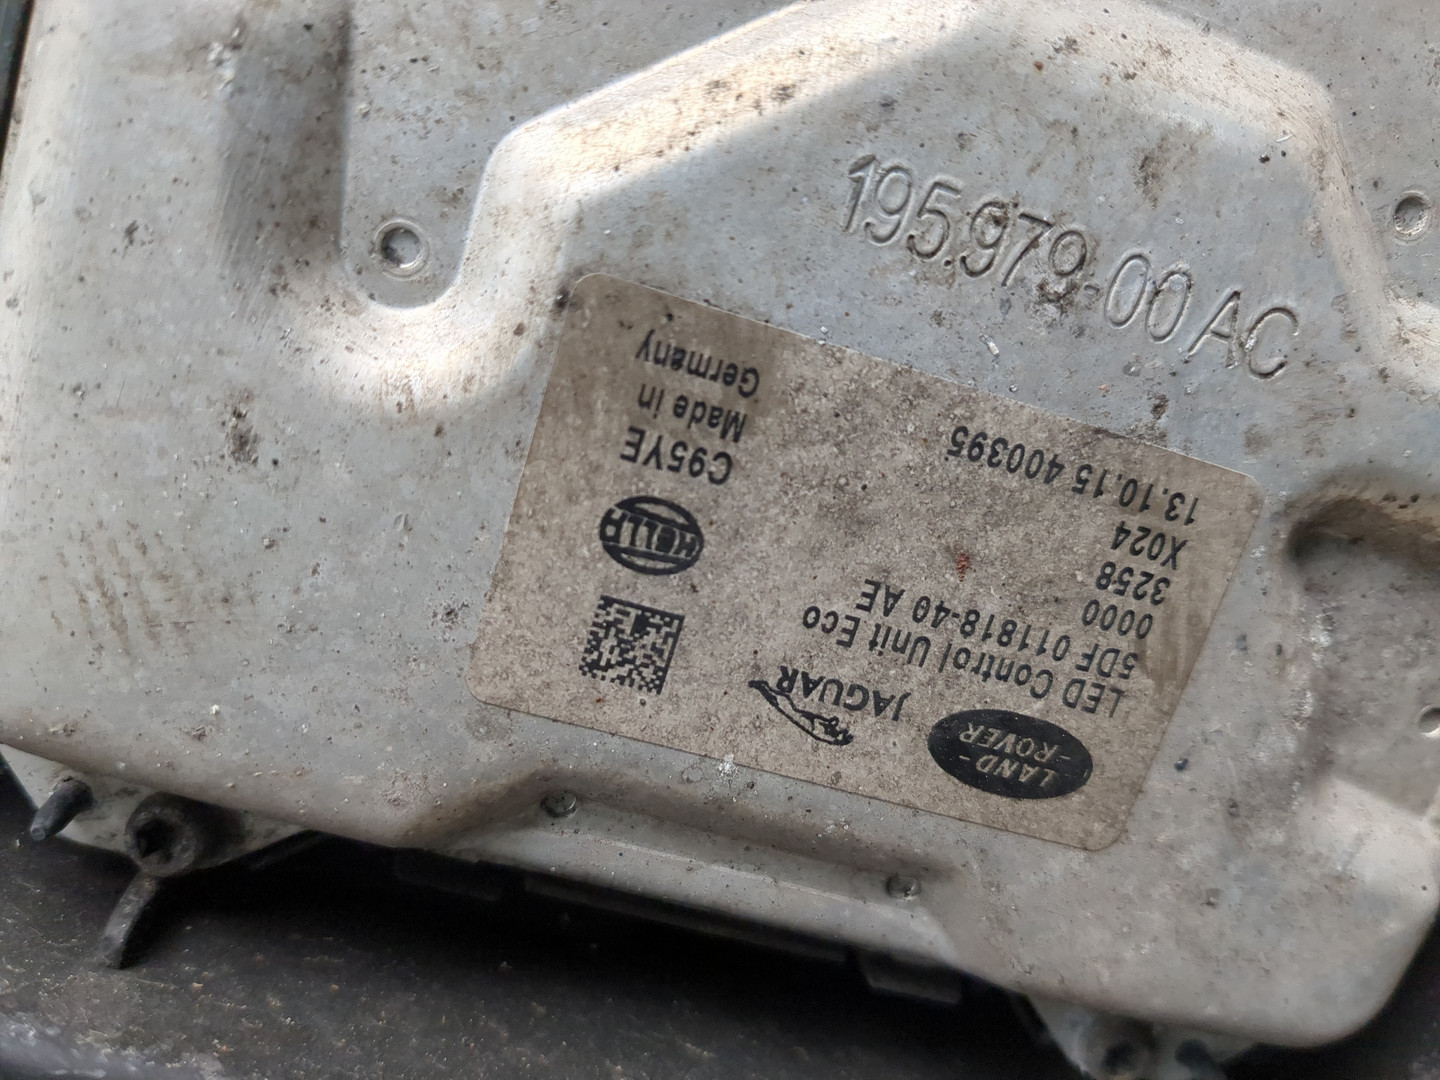 195.979-00 AC
LAND-
-ROVER
JAGUAR
LED Control Unit Eco
5DF 011818-40 AE
0000
3258
X024
13.10.15 400395
HELLA
C95YE
Made in
Germany